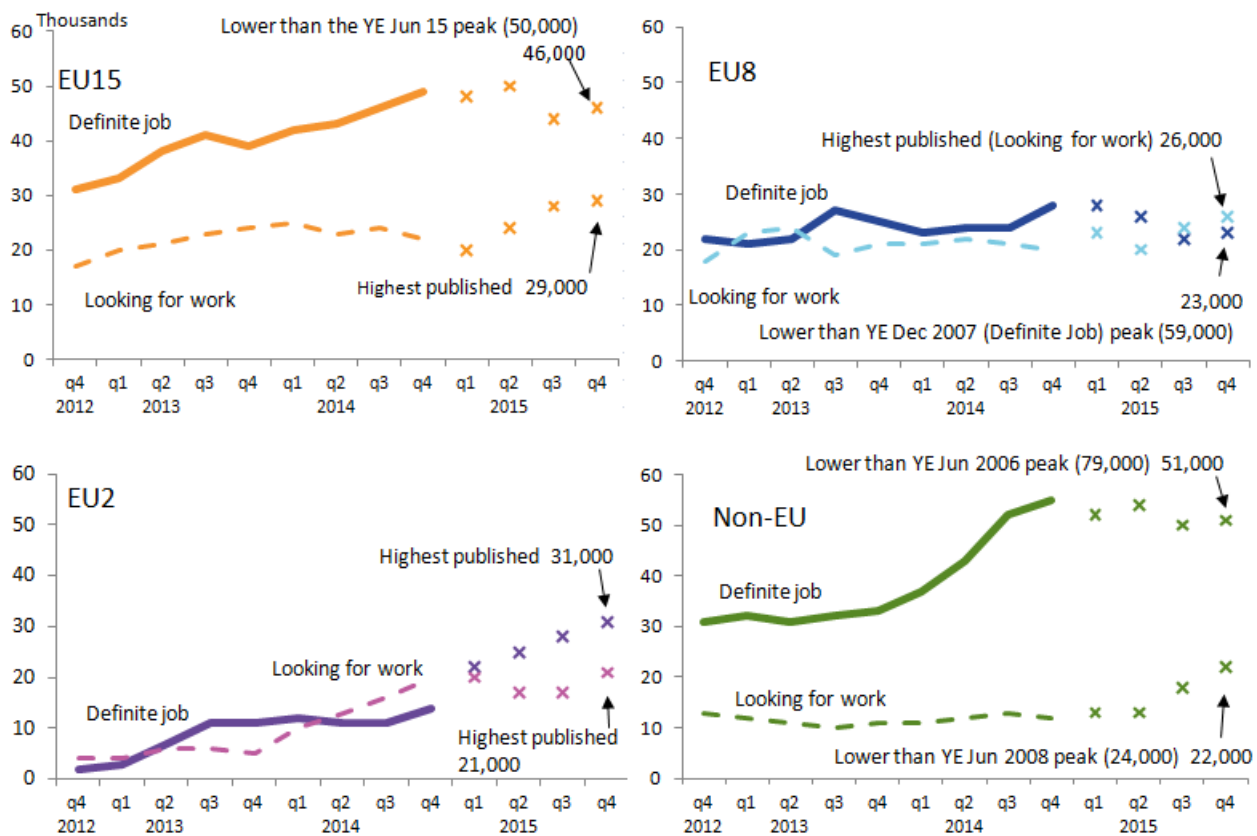 Thousands
EU15
Lower than the YE Jun 15 peak (50,000)
46,000
Definite job
Looking for work
Highest published 29,000
60
50
40
30
20
10
0
q4 q1 q2 q3 q4 q1 q2 q3 q4 q1 q2 q3 q4
2012 2013 2014 2015
EU8
Highest published (Looking for work) 26,000
Definite job
Looking for work
23,000
Lower than YE Dec 2007 (Definite Job) peak (59,000)
60
50
40
30
20
10
0
q4 q1 q2 q3 q4 q1 q2 q3 q4 q1 q2 q3 q4
2012 2013 2014 2015
EU2
Highest published 31,000
Looking for work
Definite job
Highest published
21,000
60
50
40
30
20
10
0
q4 q1 q2 q3 q4 q1 q2 q3 q4 q1 q2 q3 q4
2012 2013 2014 2015
Lower than YE Jun 2006 peak (79,000) 51,000
Non-EU
Definite job
Looking for work
Lower than YE Jun 2008 peak (24,000) 22,000
60
50
40
30
20
10
0
q4 q1 q2 q3 q4 q1 q2 q3 q4 q1 q2 q3 q4
2012 2013 2014 2015